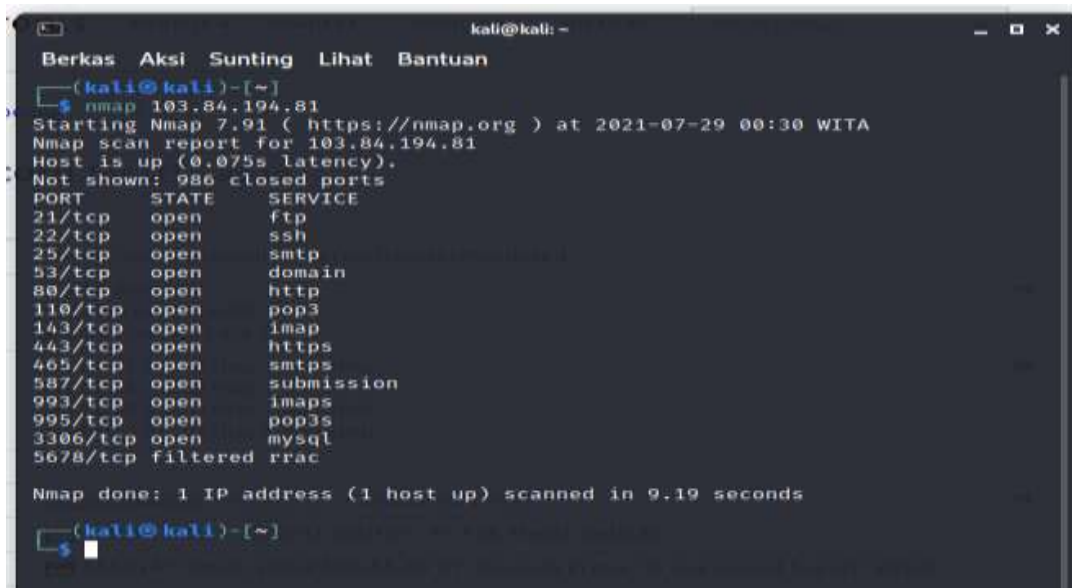 kali@kali: ~
Berkas Aksi Sunting Lihat Bantuan
(kali㉿kali)-[~]
$ nmap 103.84.194.81
Starting Nmap 7.91 ( https://nmap.org ) at 2021-07-29 00:30 WITA
Nmap scan report for 103.84.194.81
Host is up (0.075s latency).
Not shown: 986 closed ports
PORT STATE SERVICE
21/tcp open ftp
22/tcp open ssh
25/tcp open smtp
53/tcp open domain
80/tcp open http
110/tcp open pop3
143/tcp open imap
443/tcp open https
465/tcp open smtps
587/tcp open submission
993/tcp open imaps
995/tcp open pop3s
3306/tcp open mysql
5678/tcp filtered rrac
Nmap done: 1 IP address (1 host up) scanned in 9.19 seconds
(kali㉿kali)-[~]
$